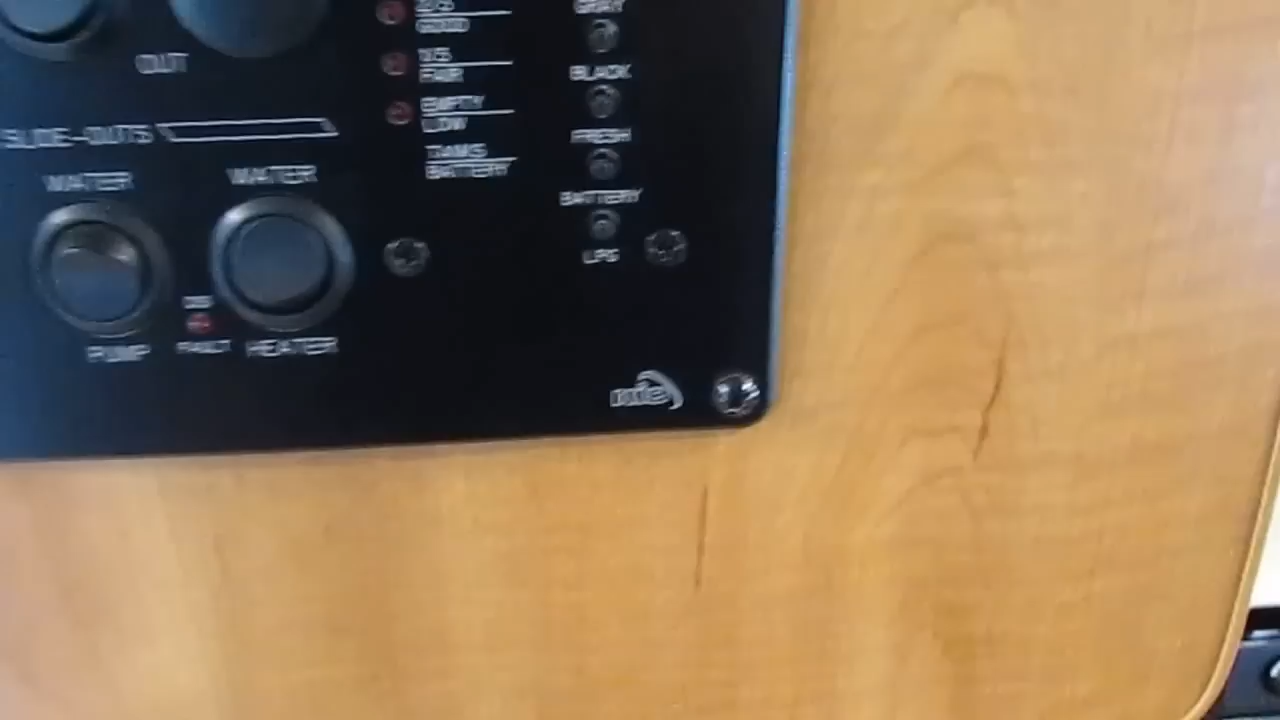 GRAY
2/3
GOOD
OUT
1/3
FAIR
BLACK
EMPTY
LOW
SLIDE-OUTS
FRESH
TANKS
BATTERY
WATER
WATER
BATTERY
LPG
DSI
FAULT
PUMP
HEATER